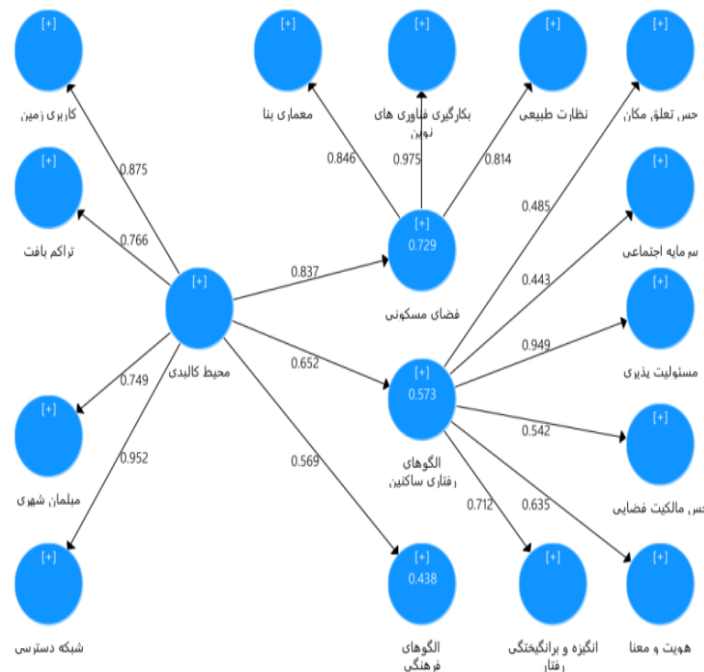 [+]
[+]
[+]
[+]
کاربری زمین
معماری بنا
بکارگیری فناوری های
نوین
نظارت طبیعی
حس تعلق مکان
0.875
0.846
0.975
0.814
[+]
[+]
0.485
تراکم بافت
0.766
[+]
0.729
سرمایه اجتماعی
[+]
0.837
0.443
[+]
محیط کالبدی
فضای مسکونی
0.652
0.949
مسئولیت پذیری
0.749
[+]
0.573
[+]
[+]
0.542
مبلمان شهری
0.952
0.569
الگوهای
رفتاری ساکنین
0.712
0.635
حس مالکیت فضایی
[+]
[+]
0.438
[+]
[+]
شبکه دسترسی
الگوهای
فرهنگی
انگیزه و برانگیختگی
رفتار
هویت و معنا